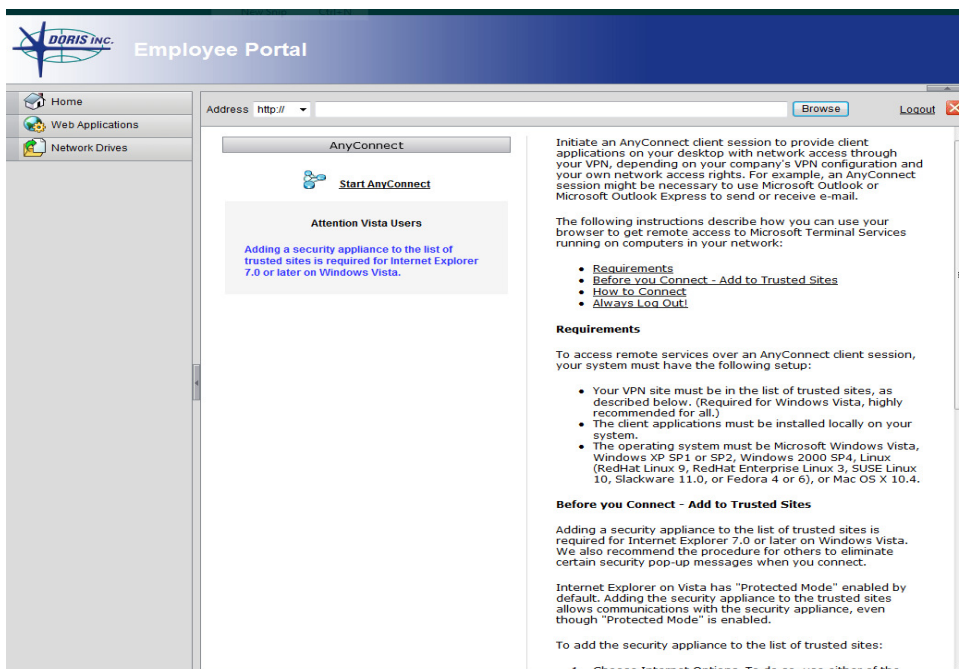 DORIS INC.
Employee Portal
Home
Web Applications
Network Drives
Address http://
Browse
Logout
AnyConnect
Start AnyConnect
Attention Vista Users
Adding a security appliance to the list of
trusted sites is required for Internet Explorer
7.0 or later on Windows Vista.
Initiate an AnyConnect client session to provide client
applications on your desktop with network access through
your VPN, depending on your company's VPN configuration and
your own network access rights. For example, an AnyConnect
session might be necessary to use Microsoft Outlook or
Microsoft Outlook Express to send or receive e-mail.
The following instructions describe how you can use your
browser to get remote access to Microsoft Terminal Services
running on computers in your network:
• Requirements
• Before you Connect - Add to Trusted Sites
• How to Connect
• Always Log Out!
Requirements
To access remote services over an AnyConnect client session,
your system must have the following setup:
• Your VPN site must be in the list of trusted sites, as
described below. (Required for Windows Vista, highly
recommended for all.)
• The client applications must be installed locally on your
system.
• The operating system must be Microsoft Windows Vista,
Windows XP SP1 or SP2, Windows 2000 SP4, Linux
(RedHat Linux 9, RedHat Enterprise Linux 3, SUSE Linux
10, Slackware 11.0, or Fedora 4 or 6), or Mac OS X 10.4.
Before you Connect - Add to Trusted Sites
Adding a security appliance to the list of trusted sites is
required for Internet Explorer 7.0 or later on Windows Vista.
We also recommend the procedure for others to eliminate
certain security pop-up messages when you connect.
Internet Explorer on Vista has "Protected Mode" enabled by
default. Adding the security appliance to the trusted sites
allows communications with the security appliance, even
though "Protected Mode" is enabled.
To add the security appliance to the list of trusted sites: